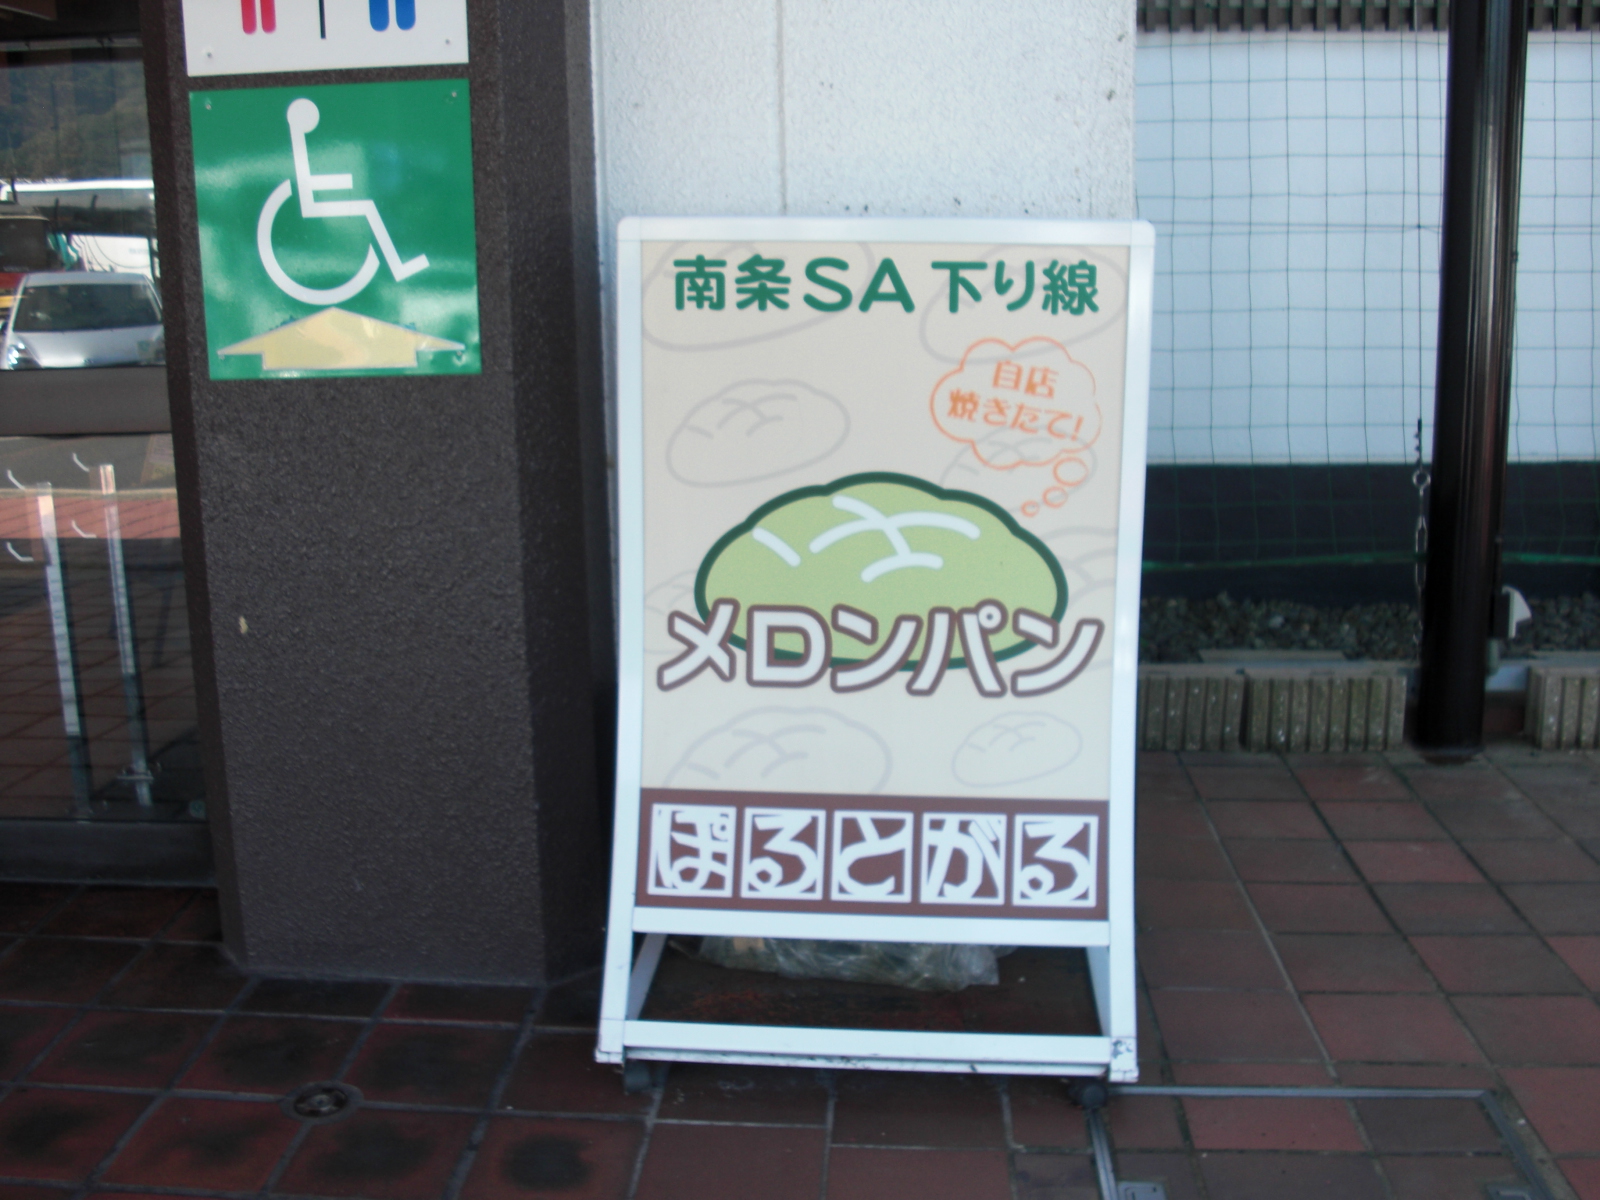 南条SA下り線
自店
焼きたて!
メロンパン
ぽるとがる